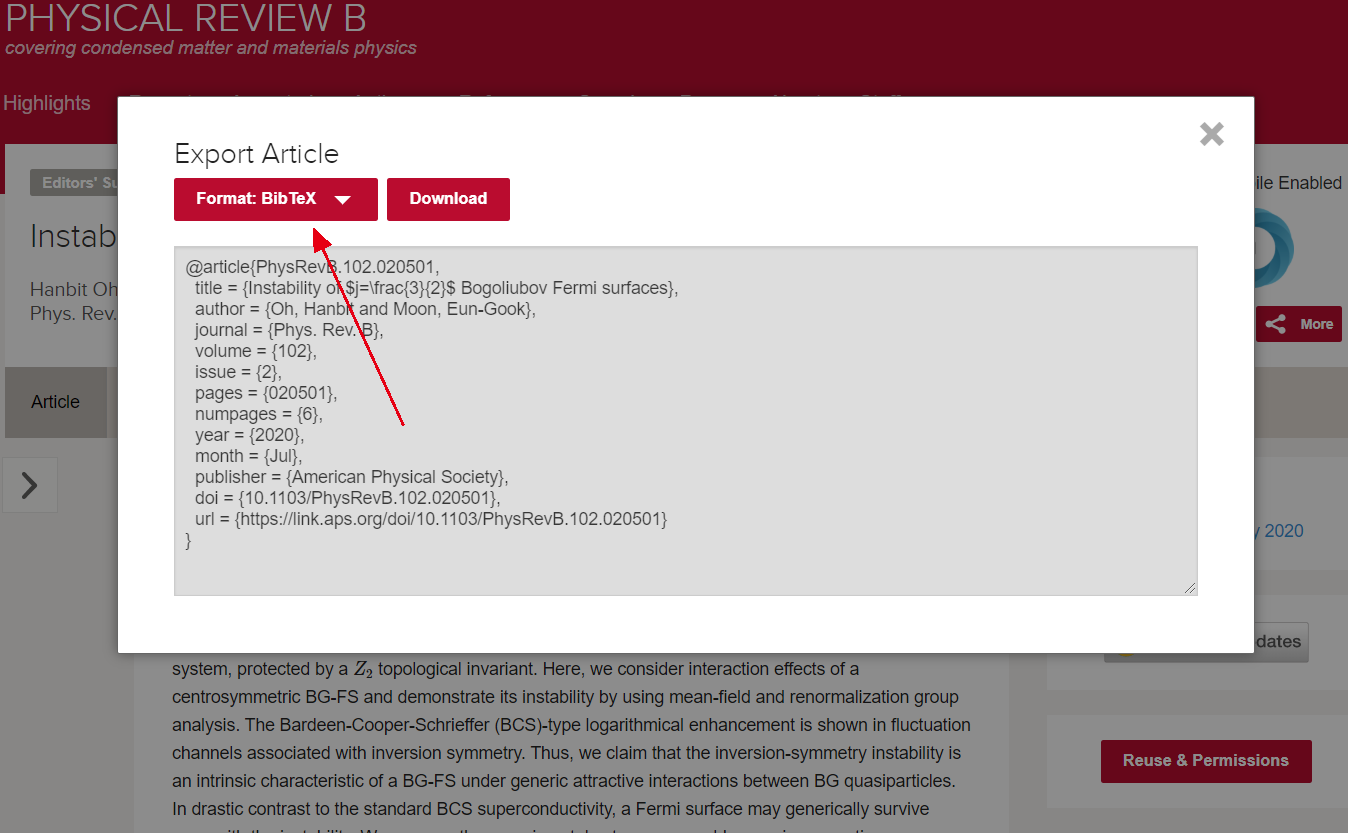 PHYSICAL REVIEW B
covering condensed matter and materials physics
Highlights
Export Article
Format: BibTeX
Download
Editors' Su
ile Enabled
Instab
Hanbit Oh
Phys. Rev.
More
Article
@article{PhysRevB.102.020501,
title = {Instability of $j=\frac{3}{2}$ Bogoliubov Fermi surfaces},
author = {Oh, Hanbit and Moon, Eun-Gook},
journal = {Phys. Rev. B},
volume = {102},
issue = {2},
pages = {020501},
numpages = {6},
year = {2020},
month = {Jul},
publisher = {American Physical Society},
doi = {10.1103/PhysRevB.102.020501},
url = {https://link.aps.org/doi/10.1103/PhysRevB.102.020501}
}
y 2020
dates
system, protected by a Z₂ topological invariant. Here, we consider interaction effects of a
centrosymmetric BG-FS and demonstrate its instability by using mean-field and renormalization group
analysis. The Bardeen-Cooper-Schrieffer (BCS)-type logarithmical enhancement is shown in fluctuation
channels associated with inversion symmetry. Thus, we claim that the inversion-symmetry instability is
an intrinsic characteristic of a BG-FS under generic attractive interactions between BG quasiparticles.
In drastic contrast to the standard BCS superconductivity, a Fermi surface may generically survive
Reuse & Permissions